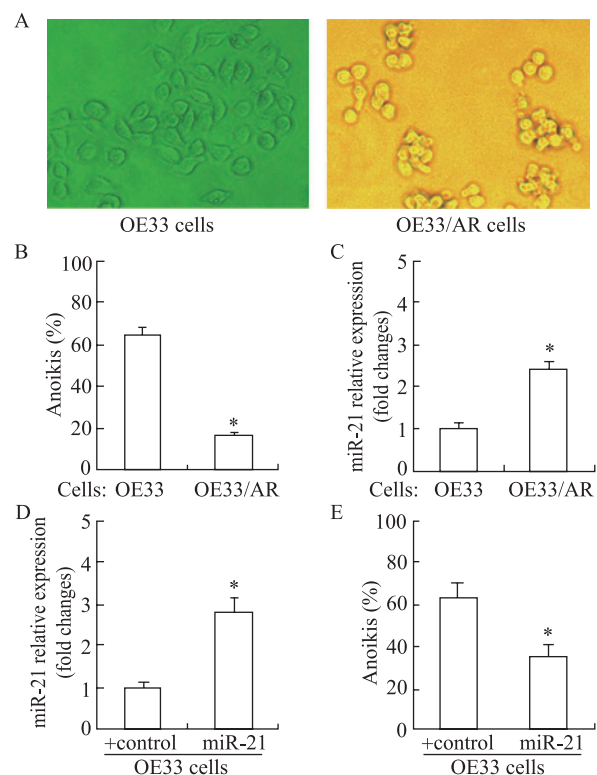 A
OE33 cells
OE33/AR cells
B
Anoikis (%)
100
80
60
40
20
0
*
Cells: OE33 OE33/AR
C
miR-21 relative expression
(fold changes)
5
4
3
2
1
0
*
Cells: OE33 OE33/AR
D
miR-21 relative expression
(fold changes)
5
4
3
2
1
0
*
+control miR-21
OE33 cells
E
Anoikis (%)
100
80
60
40
20
0
*
+control miR-21
OE33 cells